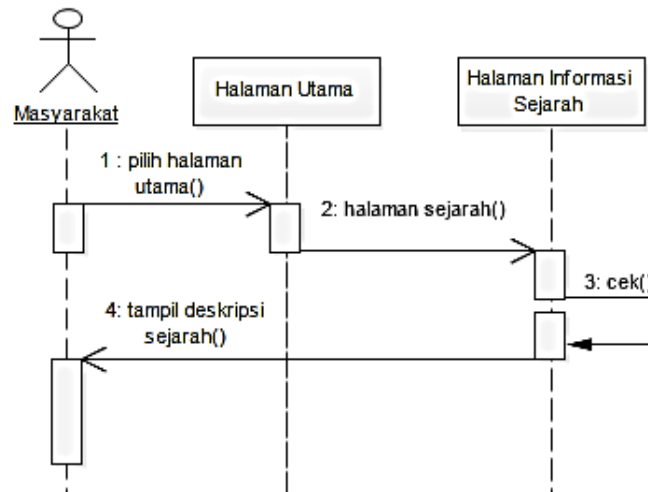 Masyarakat
Halaman Utama
Halaman Informasi
Sejarah
1 : pilih halaman
utama()
2: halaman sejarah()
3: cek()
4: tampil deskripsi
sejarah()